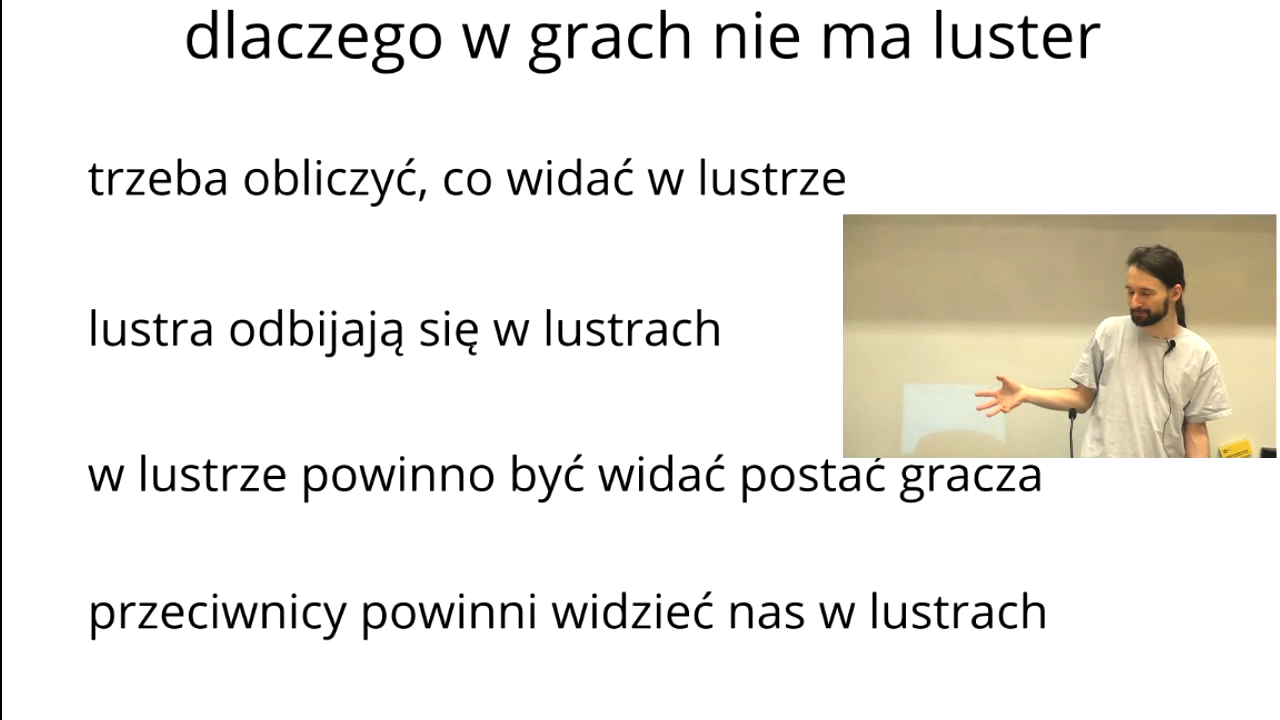 dlaczego w grach nie ma luster
trzeba obliczyć, co widać w lustrze
lustra odbijają się w lustrach
w lustrze powinno być widać postać gracza
przeciwnicy powinni widzieć nas w lustrach